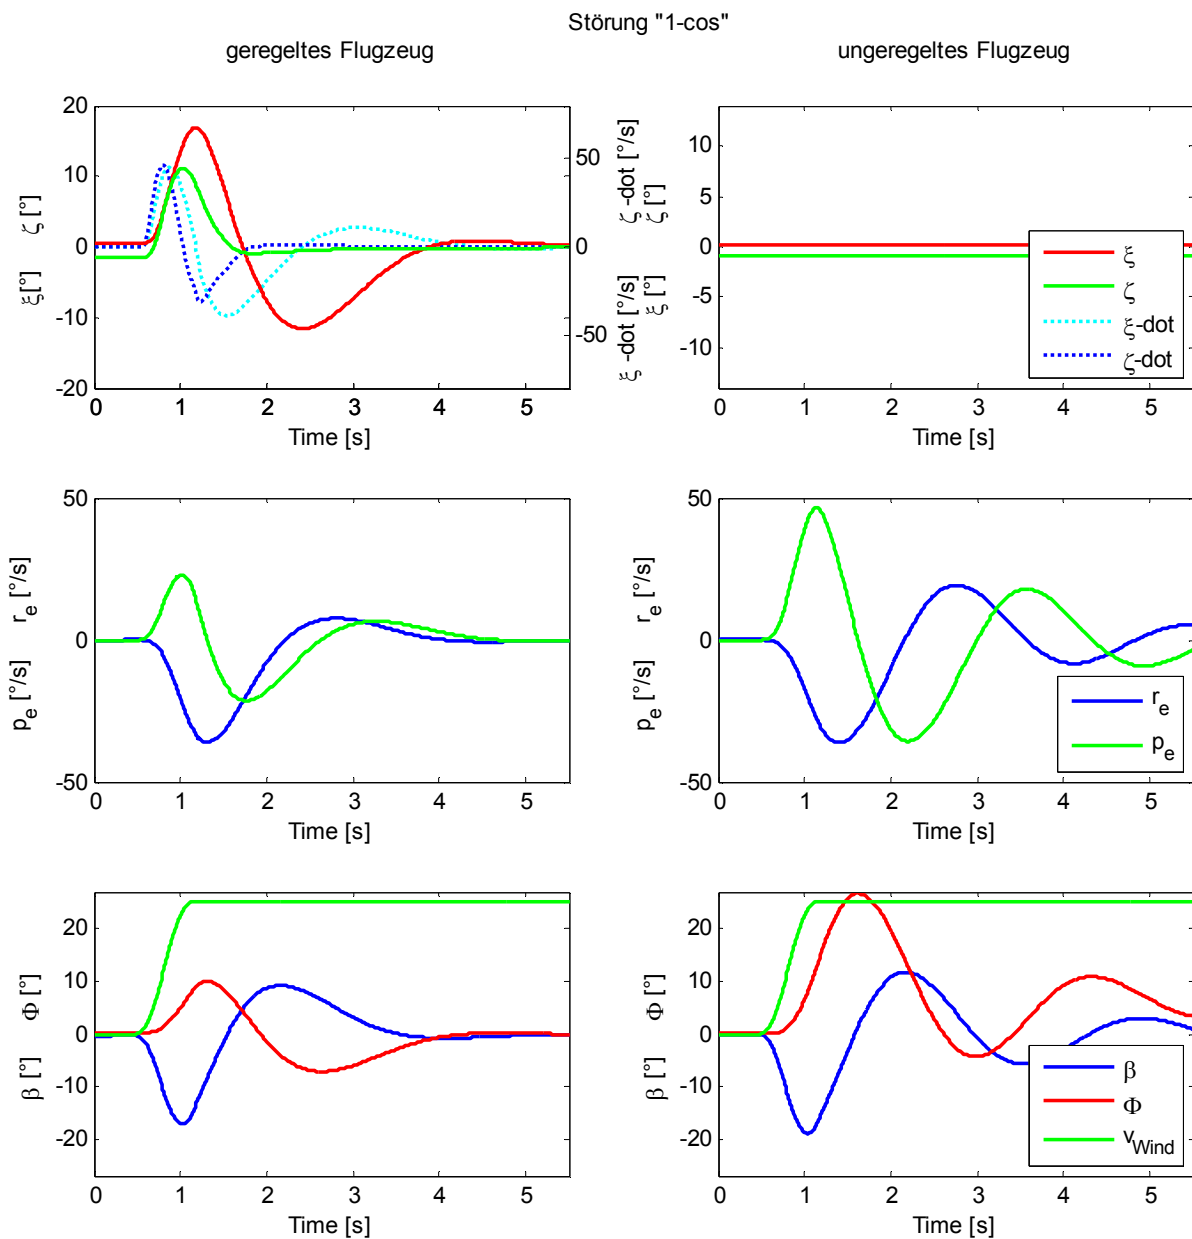 Störung "1-cos"
geregeltes Flugzeug
ungeregeltes Flugzeug
20
10
0
-10
-20
ξ[°] ζ [°]
50
0
-50
ξ -dot [°/s] ζ -dot [°/s]
0 1 2 3 4 5
Time [s]
10
5
0
-5
-10
ξ [°] ζ [°]
ξ
ζ
ξ-dot
ζ-dot
0 1 2 3 4 5
Time [s]
50
0
-50
p_e [°/s] r_e [°/s]
0 1 2 3 4 5
Time [s]
50
0
-50
p_e [°/s] r_e [°/s]
r_e
p_e
0 1 2 3 4 5
Time [s]
20
10
0
-10
-20
β [°] Φ [°]
0 1 2 3 4 5
Time [s]
20
10
0
-10
-20
β [°] Φ [°]
β
Φ
v_Wind
0 1 2 3 4 5
Time [s]